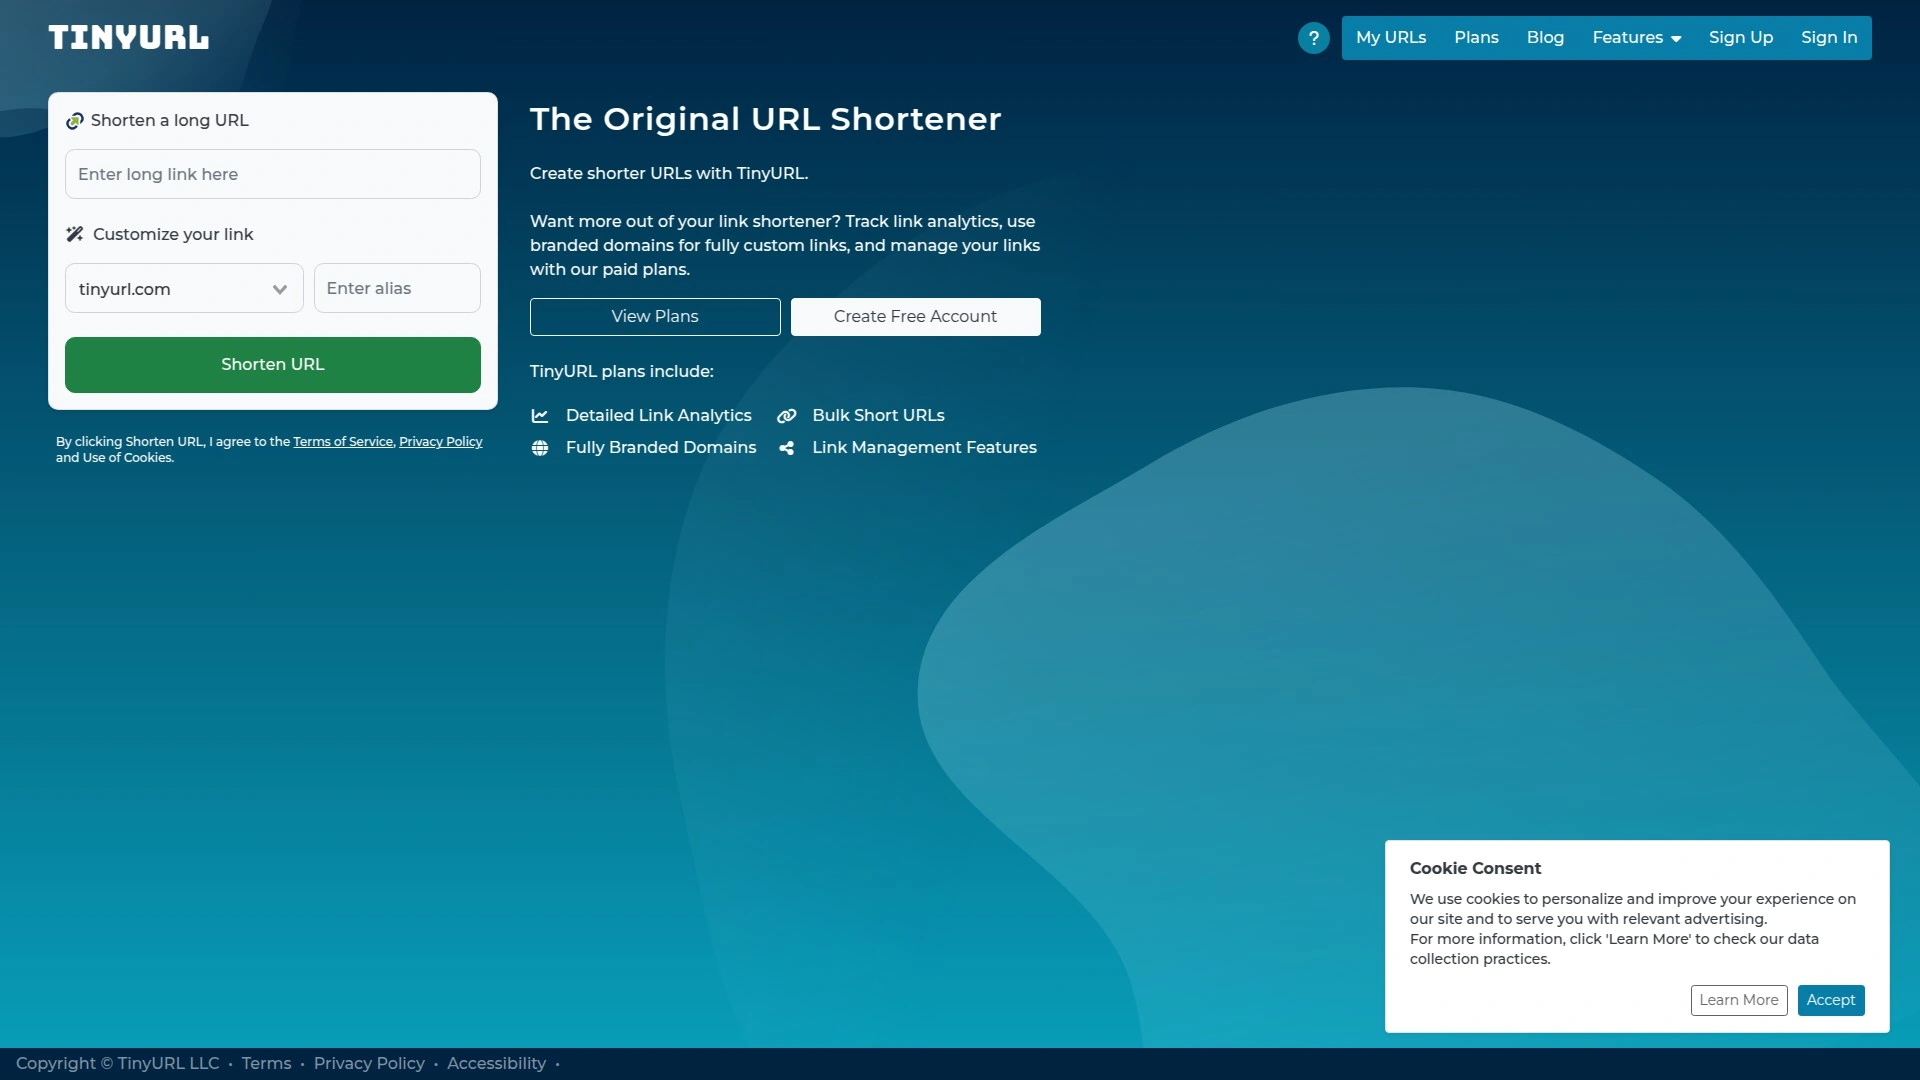 TINYURL
?
My URLs
Plans
Blog
Features
Sign Up
Sign In
Shorten a long URL
Enter long link here
Customize your link
tinyurl.com
Enter alias
Shorten URL
By clicking Shorten URL, I agree to the Terms of Service, Privacy Policy
and Use of Cookies.
The Original URL Shortener
Create shorter URLs with TinyURL.
Want more out of your link shortener? Track link analytics, use
branded domains for fully custom links, and manage your links
with our paid plans.
View Plans
Create Free Account
TinyURL plans include:
Detailed Link Analytics
Bulk Short URLs
Fully Branded Domains
Link Management Features
Cookie Consent
We use cookies to personalize and improve your experience on
our site and to serve you with relevant advertising.
For more information, click 'Learn More' to check our data
collection practices.
Learn More
Accept
Copyright © TinyURL LLC · Terms · Privacy Policy · Accessibility ·